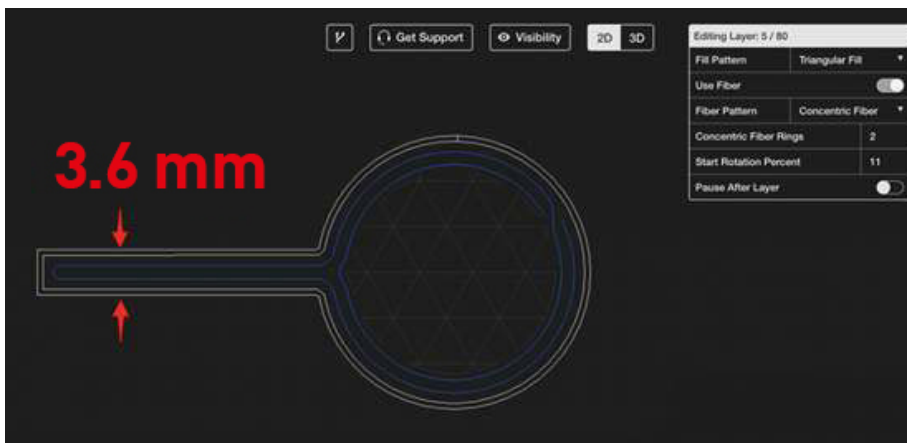 Get Support
Visibility
2D 3D
Editing Layer: 5 / 80
Fill Pattern Triangular Fill
Use Fiber
Fiber Pattern Concentric Fiber
Concentric Fiber Rings 2
Start Rotation Percent 11
Pause After Layer
3.6 mm